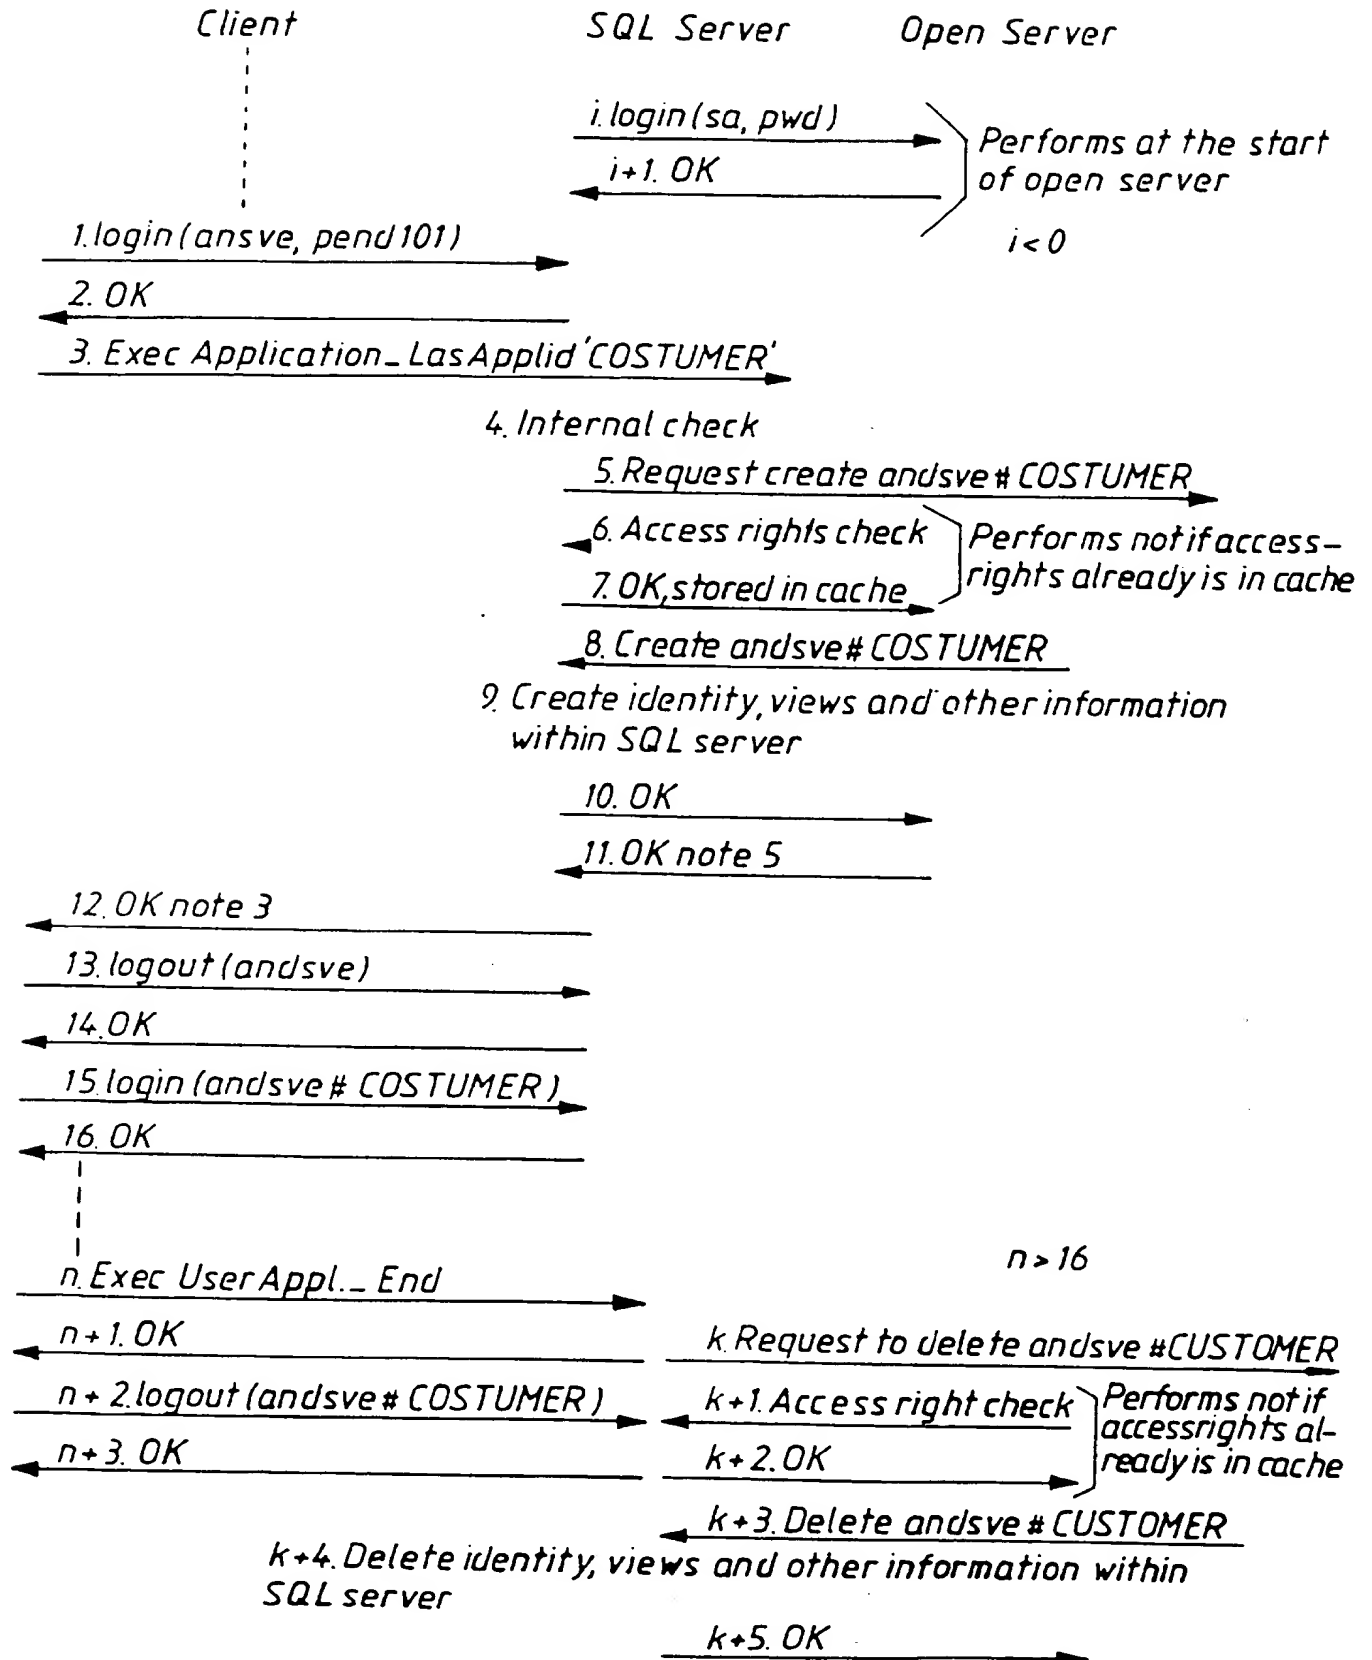 Client SQL Server Open Server
i. login (sa, pwd)
Performs at the start
of open server
i+1. OK
i < 0
1. login (ansve, pend 101)
2. OK
3. Exec Application_LasApplid 'COSTUMER'
4. Internal check
5. Request create andsve # COSTUMER
6. Access rights check
Performs not if access-
rights already is in cache
7. OK, stored in cache
8. Create andsve # COSTUMER
9. Create identity, views and other information
within SQL server
10. OK
11. OK note 5
12. OK note 3
13. logout (andsve)
14. OK
15. login (andsve # COSTUMER)
16. OK
n > 16
n. Exec User Appl._ End
n+1. OK
k. Request to delete andsve #CUSTOMER
n+2. logout (andsve # COSTUMER)
k+1. Access right check
Performs not if
accessrights al-
ready is in cache
n+3. OK
k+2. OK
k+3. Delete andsve # CUSTOMER
k+4. Delete identity, views and other information within
SQL server
k+5. OK